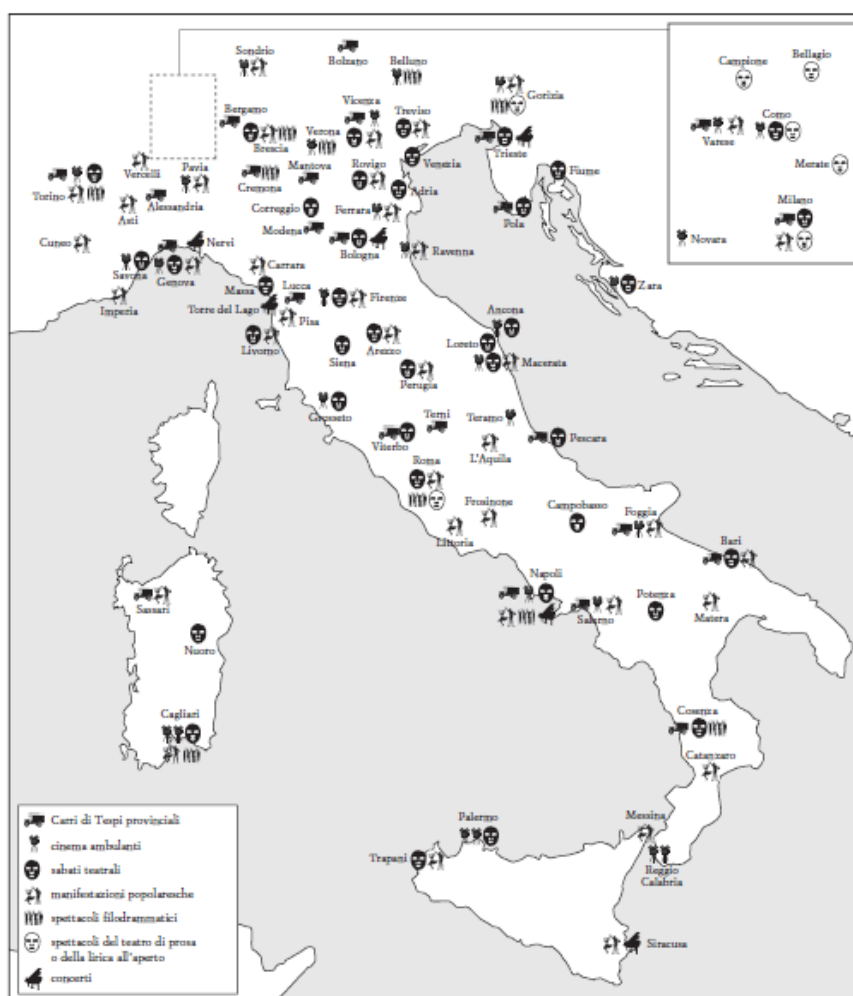 Sondrio
Bolzano
Belluno
Gorizia
Bergamo
Vicenza
Treviso
Brescia
Verona
Trieste
Venezia
Fiume
Torino
Vercelli
Pavia
Cremona
Mantova
Rovigo
Adria
Asti
Alessandria
Correggio
Ferrara
Pola
Cuneo
Nervi
Modena
Bologna
Ravenna
Savona
Genova
Carrara
Zara
Imperia
Massa
Lucca
Firenze
Torre del Lago
Pisa
Ancona
Livorno
Siena
Arezzo
Loreto
Macerata
Perugia
Grosseto
Terni
Teramo
Viterbo
Pescara
L'Aquila
Roma
Frosinone
Campobasso
Foggia
Littoria
Bari
Napoli
Sassari
Salerno
Potenza
Matera
Nuoro
Cagliari
Cosenza
Catanzaro
Palermo
Messina
Trapani
Reggio
Calabria
Siracusa
Campione
Bellagio
Varese
Como
Merate
Milano
Novara
Carri di Tespi provinciali
cinema ambulanti
sabati teatrali
manifestazioni popolaresche
spettacoli filodrammatici
spettacoli del teatro di prosa
o della lirica all'aperto
concerti